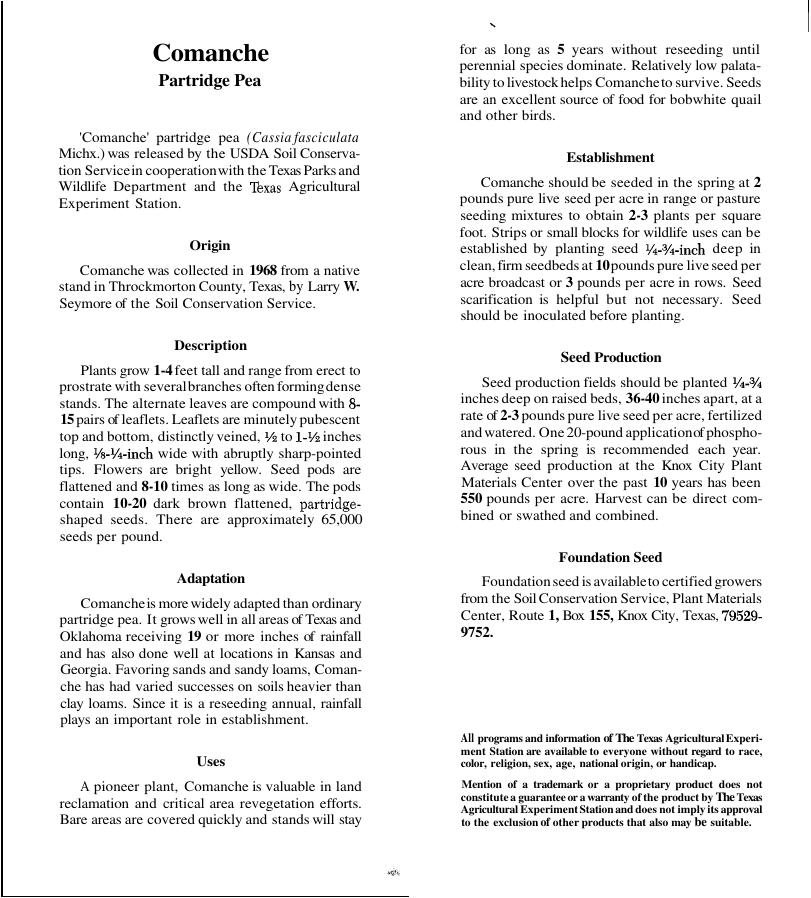 Comanche
Partridge Pea
'Comanche' partridge pea (Cassia fasciculata
Michx.) was released by the USDA Soil Conserva-
tion Service in cooperation with the Texas Parks and
Wildlife Department and the Texas Agricultural
Experiment Station.
Origin
Comanche was collected in 1968 from a native
stand in Throckmorton County, Texas, by Larry W.
Seymore of the Soil Conservation Service.
Description
Plants grow 1-4 feet tall and range from erect to
prostrate with several branches often forming dense
stands. The alternate leaves are compound with 8-
15 pairs of leaflets. Leaflets are minutely pubescent
top and bottom, distinctly veined, ½ to 1-½ inches
long, ⅛-¼-inch wide with abruptly sharp-pointed
tips. Flowers are bright yellow. Seed pods are
flattened and 8-10 times as long as wide. The pods
contain 10-20 dark brown flattened, partridge-
shaped seeds. There are approximately 65,000
seeds per pound.
Adaptation
Comanche is more widely adapted than ordinary
partridge pea. It grows well in all areas of Texas and
Oklahoma receiving 19 or more inches of rainfall
and has also done well at locations in Kansas and
Georgia. Favoring sands and sandy loams, Coman-
che has had varied successes on soils heavier than
clay loams. Since it is a reseeding annual, rainfall
plays an important role in establishment.
Uses
A pioneer plant, Comanche is valuable in land
reclamation and critical area revegetation efforts.
Bare areas are covered quickly and stands will stay
for as long as 5 years without reseeding until
perennial species dominate. Relatively low palata-
bility to livestock helps Comanche to survive. Seeds
are an excellent source of food for bobwhite quail
and other birds.
Establishment
Comanche should be seeded in the spring at 2
pounds pure live seed per acre in range or pasture
seeding mixtures to obtain 2-3 plants per square
foot. Strips or small blocks for wildlife uses can be
established by planting seed ¼-¾-inch deep in
clean, firm seedbeds at 10 pounds pure live seed per
acre broadcast or 3 pounds per acre in rows. Seed
scarification is helpful but not necessary. Seed
should be inoculated before planting.
Seed Production
Seed production fields should be planted ¼-¾
inches deep on raised beds, 36-40 inches apart, at a
rate of 2-3 pounds pure live seed per acre, fertilized
and watered. One 20-pound application of phospho-
rous in the spring is recommended each year.
Average seed production at the Knox City Plant
Materials Center over the past 10 years has been
550 pounds per acre. Harvest can be direct com-
bined or swathed and combined.
Foundation Seed
Foundation seed is available to certified growers
from the Soil Conservation Service, Plant Materials
Center, Route 1, Box 155, Knox City, Texas, 79529-
9752.
All programs and information of The Texas Agricultural Experi-
ment Station are available to everyone without regard to race,
color, religion, sex, age, national origin, or handicap.
Mention of a trademark or a proprietary product does not
constitute a guarantee or a warranty of the product by The Texas
Agricultural Experiment Station and does not imply its approval
to the exclusion of other products that also may be suitable.